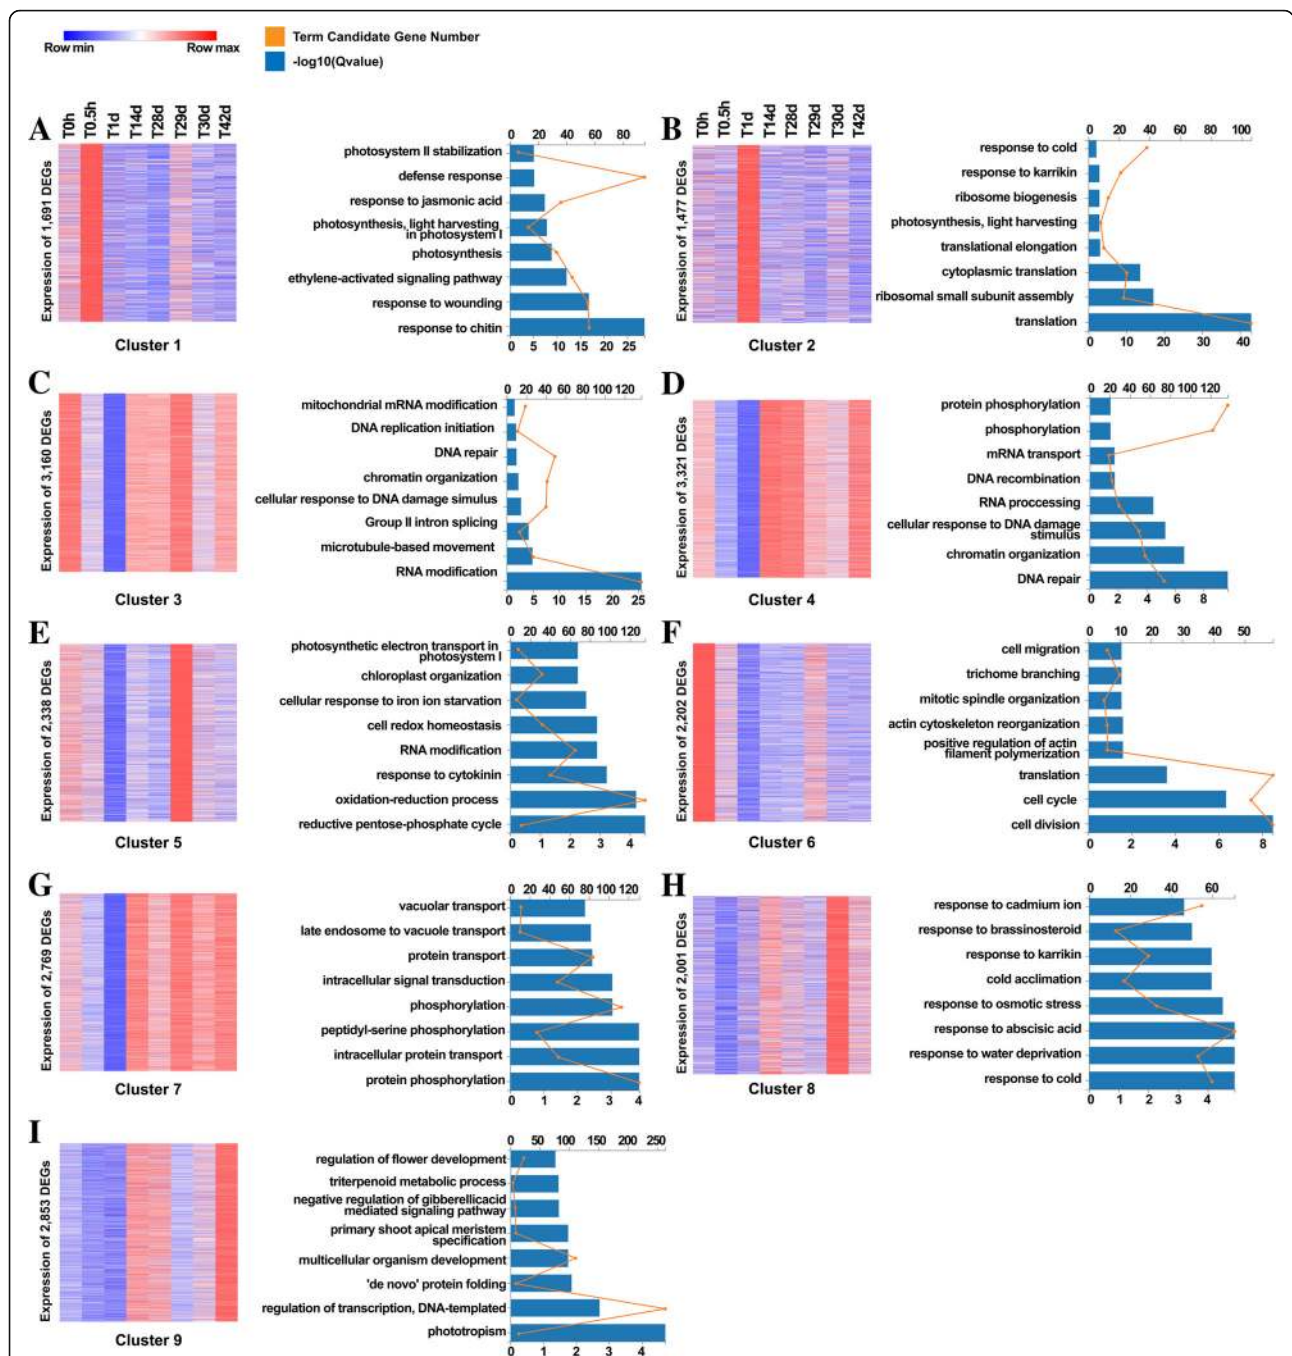 Row min Row max
Term Candidate Gene Number
-log10(Qvalue)
A
T0h T0.5h T1d T14d T28d T29d T30d T42d
Expression of 1,691 DEGs
Cluster 1
0 20 40 60 80
photosystem II stabilization
defense response
response to jasmonic acid
photosynthesis, light harvesting
in photosystem I
photosynthesis
ethylene-activated signaling pathway
response to wounding
response to chitin
0 5 10 15 20 25
B
T0h T0.5h T1d T14d T28d T29d T30d T42d
Expression of 1,477 DEGs
Cluster 2
0 20 40 60 80 100
response to cold
response to karrikin
ribosome biogenesis
photosynthesis, light harvesting
translational elongation
cytoplasmic translation
ribosomal small subunit assembly
translation
0 10 20 30 40
C
Expression of 3,160 DEGs
Cluster 3
0 20 40 60 80 100 120
mitochondrial mRNA modification
DNA replication initiation
DNA repair
chromatin organization
cellular response to DNA damage simulus
Group II intron splicing
microtubule-based movement
RNA modification
0 5 10 15 20 25
D
Expression of 3,321 DEGs
Cluster 4
0 20 40 60 80 100 120
protein phosphorylation
phosphorylation
mRNA transport
DNA recombination
RNA proccessing
cellular response to DNA damage
stimulus
chromatin organization
DNA repair
0 2 4 6 8
E
Expression of 2,338 DEGs
Cluster 5
0 20 40 60 80 100 120
photosynthetic electron transport in
photosystem I
chloroplast organization
cellular response to iron ion starvation
cell redox homeostasis
RNA modification
response to cytokinin
oxidation-reduction process
reductive pentose-phosphate cycle
0 1 2 3 4
F
Expression of 2,202 DEGs
Cluster 6
0 10 20 30 40 50
cell migration
trichome branching
mitotic spindle organization
actin cytoskeleton reorganization
positive regulation of actin
filament polymerization
translation
cell cycle
cell division
0 2 4 6 8
G
Expression of 2,769 DEGs
Cluster 7
0 20 40 60 80 100 120
vacuolar transport
late endosome to vacuole transport
protein transport
intracellular signal transduction
phosphorylation
peptidyl-serine phosphorylation
intracellular protein transport
protein phosphorylation
0 1 2 3 4
H
Expression of 2,001 DEGs
Cluster 8
0 20 40 60
response to cadmium ion
response to brassinosteroid
response to karrikin
cold acclimation
response to osmotic stress
response to abscisic acid
response to water deprivation
response to cold
0 1 2 3 4
I
Expression of 2,853 DEGs
Cluster 9
0 50 100 150 200 250
regulation of flower development
triterpenoid metabolic process
negative regulation of gibberellicacid
mediated signaling pathway
primary shoot apical meristem
specification
multicellular organism development
'de novo' protein folding
regulation of transcription, DNA-templated
phototropism
0 1 2 3 4